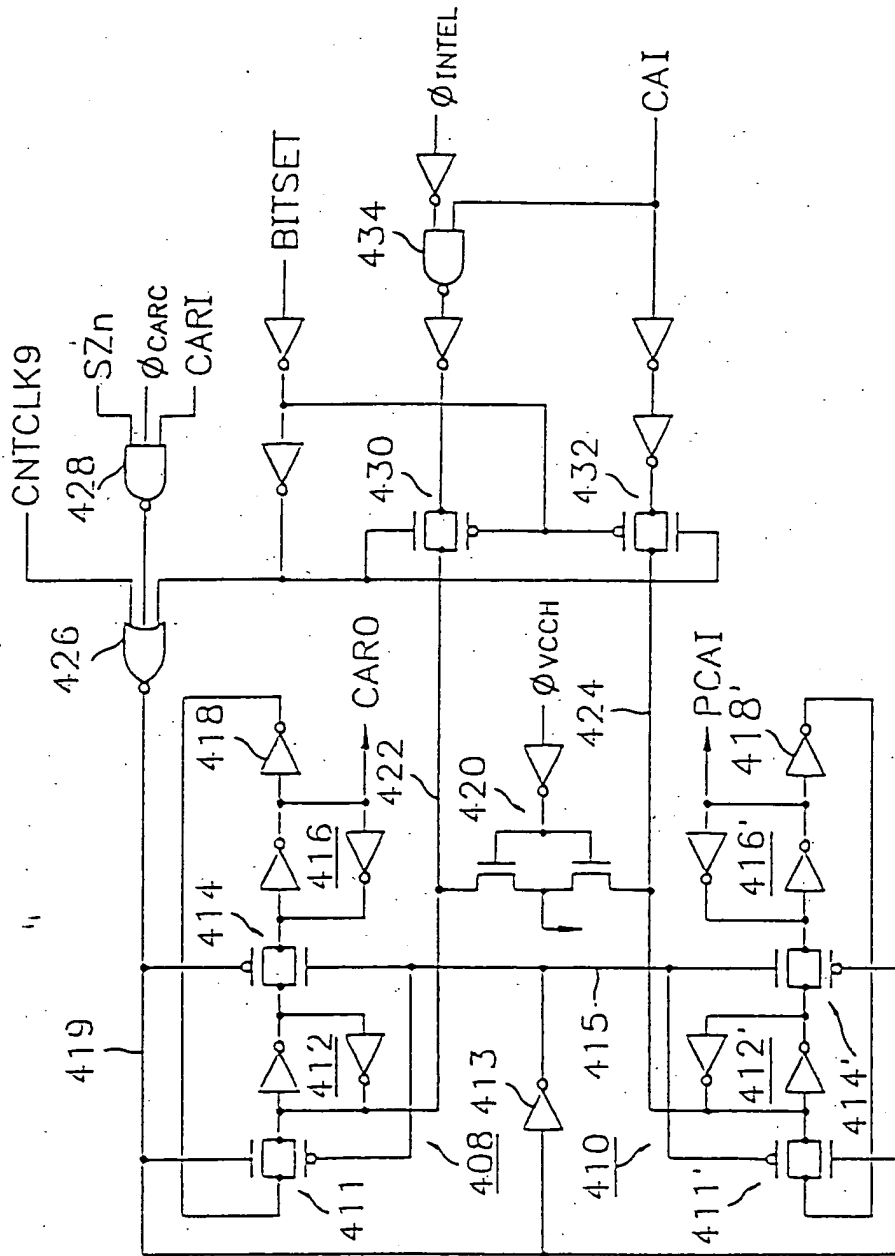 CNTCLK9
SZn
φCARC
CARI
428
426
BITSET
φINTEL
434
CAI
430
432
419
418
CARO
422
414
416
412
411
φVCCH
420
424
413
408
415
410
PCAI
418'
416'
412'
414'
411'